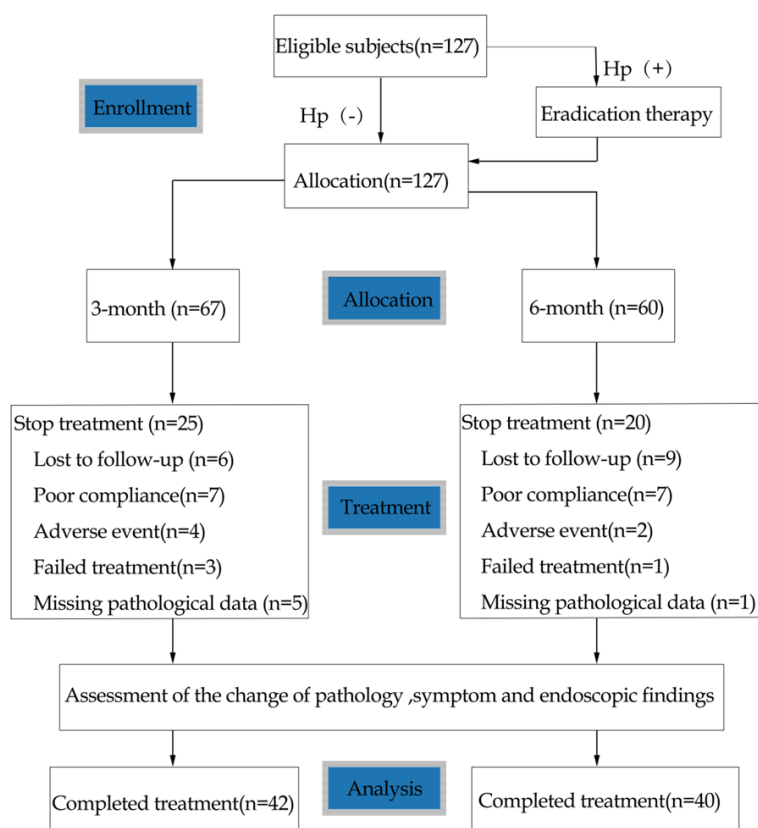 Eligible subjects(n=127)
Hp (+)
Enrollment
Hp (-)
Eradication therapy
Allocation(n=127)
3-month (n=67)
Allocation
6-month (n=60)
Stop treatment (n=25)
Lost to follow-up (n=6)
Poor compliance(n=7)
Adverse event(n=4)
Failed treatment(n=3)
Missing pathological data (n=5)
Treatment
Stop treatment (n=20)
Lost to follow-up (n=9)
Poor compliance(n=7)
Adverse event(n=2)
Failed treatment(n=1)
Missing pathological data (n=1)
Assessment of the change of pathology ,symptom and endoscopic findings
Completed treatment(n=42)
Analysis
Completed treatment(n=40)